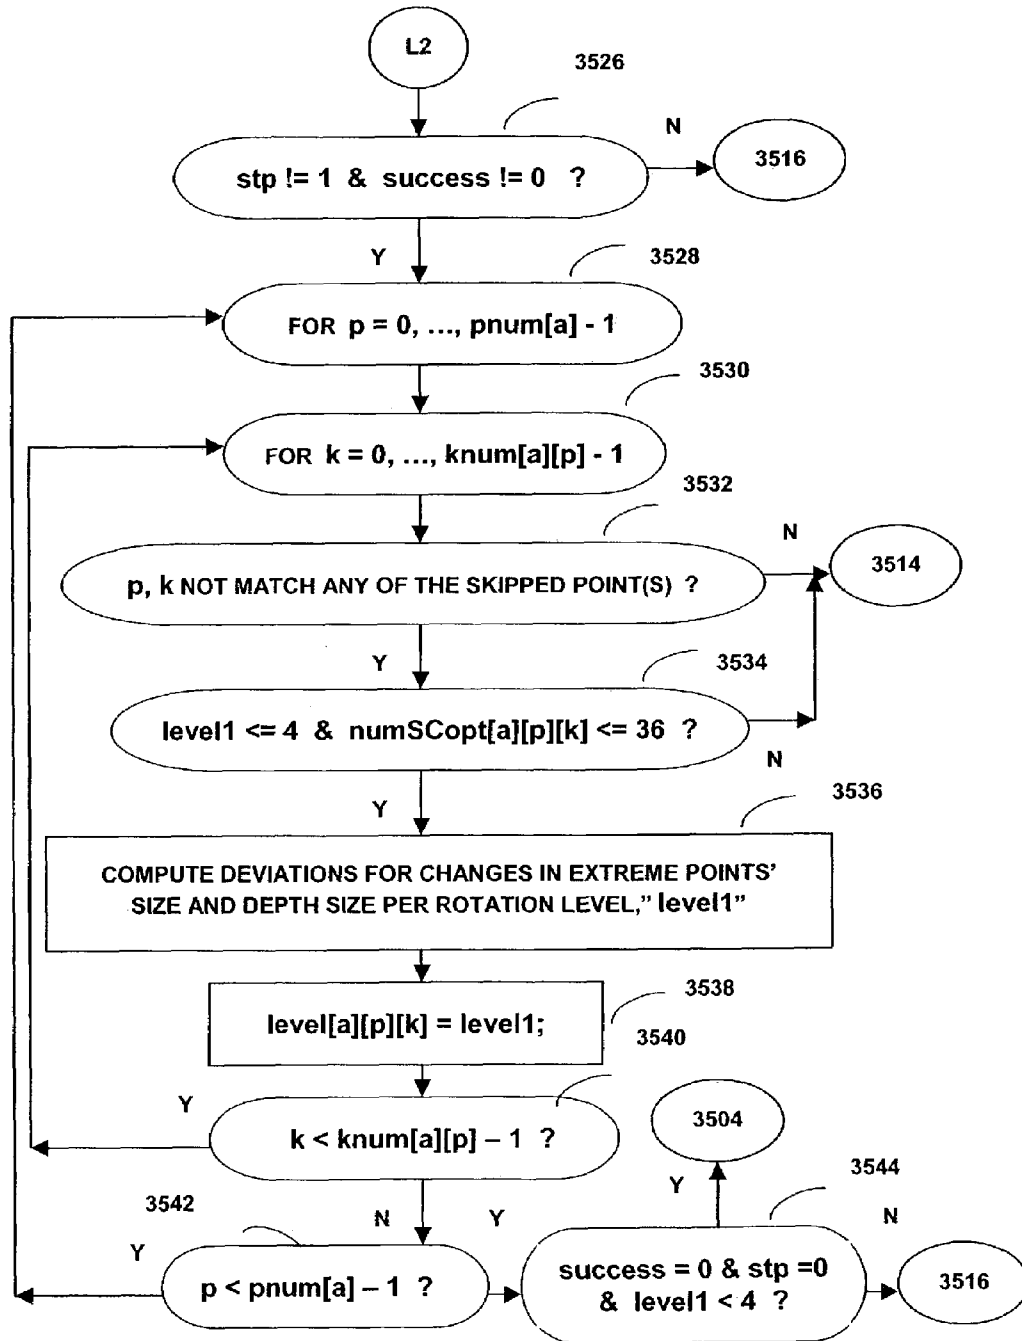 L2
3526
stp != 1 & success != 0 ?
N
3516
Y
3528
FOR p = 0, ..., pnum[a] - 1
3530
FOR k = 0, ..., knum[a][p] - 1
3532
p, k NOT MATCH ANY OF THE SKIPPED POINT(S) ?
N
3514
Y
3534
level1 <= 4 & numSCopt[a][p][k] <= 36 ?
N
Y
3536
COMPUTE DEVIATIONS FOR CHANGES IN EXTREME POINTS'
SIZE AND DEPTH SIZE PER ROTATION LEVEL," level1"
3538
level[a][p][k] = level1;
3540
Y
k < knum[a][p] – 1 ?
3504
3542
N
Y
Y
3544
Y
p < pnum[a] – 1 ?
success = 0 & stp =0
& level1 < 4 ?
N
3516